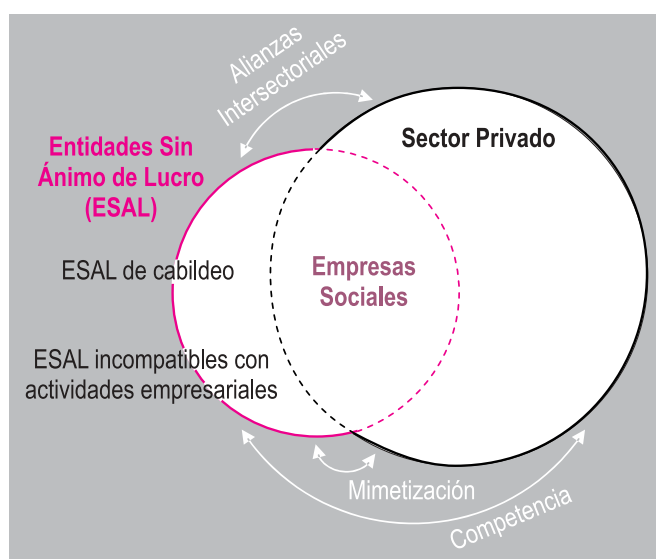 Alianzas
Intersectoriales
Sector Privado
Entidades Sin
Ánimo de Lucro
(ESAL)
ESAL de cabildeo
Empresas
Sociales
ESAL incompatibles con
actividades empresariales
Mimetización
Competencia